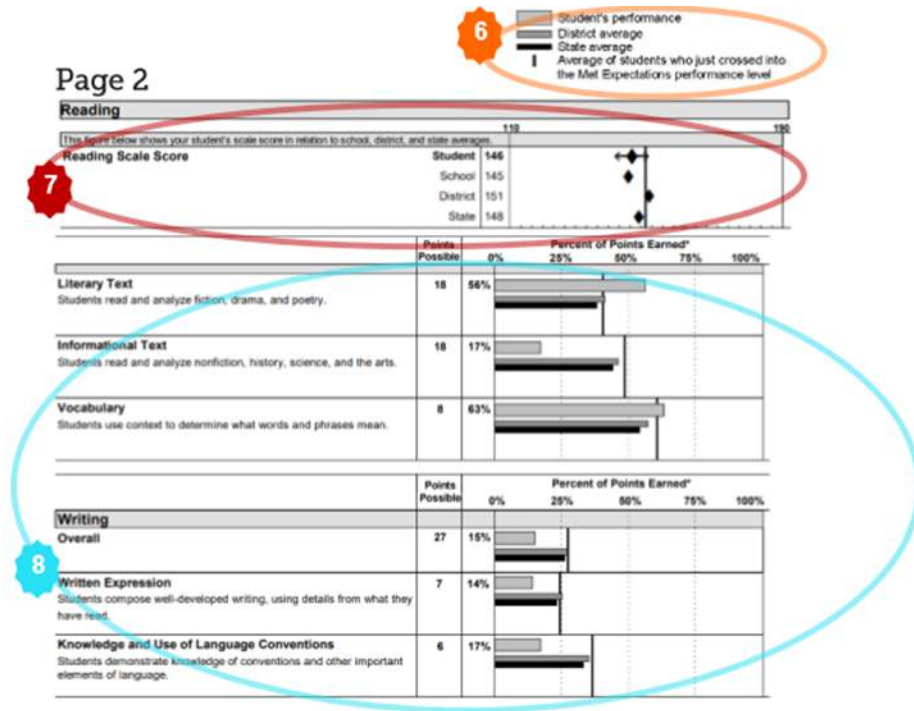 6
Student's performance
District average
State average
Average of students who just crossed into
the Met Expectations performance level
Page 2
Reading
110 190
This figure below shows your student's scale score in relation to school, district, and state averages.
7
Reading Scale Score Student 146
School 145
District 151
State 148
Points Possible Percent of Points Earned*
0% 25% 50% 75% 100%
Literary Text 18 56%
Students read and analyze fiction, drama, and poetry.
Informational Text 18 17%
Students read and analyze nonfiction, history, science, and the arts.
Vocabulary 8 63%
Students use context to determine what words and phrases mean.
Points Possible Percent of Points Earned*
0% 25% 50% 75% 100%
Writing
Overall 27 15%
8
Written Expression 7 14%
Students compose well-developed writing, using details from what they
have read.
Knowledge and Use of Language Conventions 6 17%
Students demonstrate knowledge of conventions and other important
elements of language.